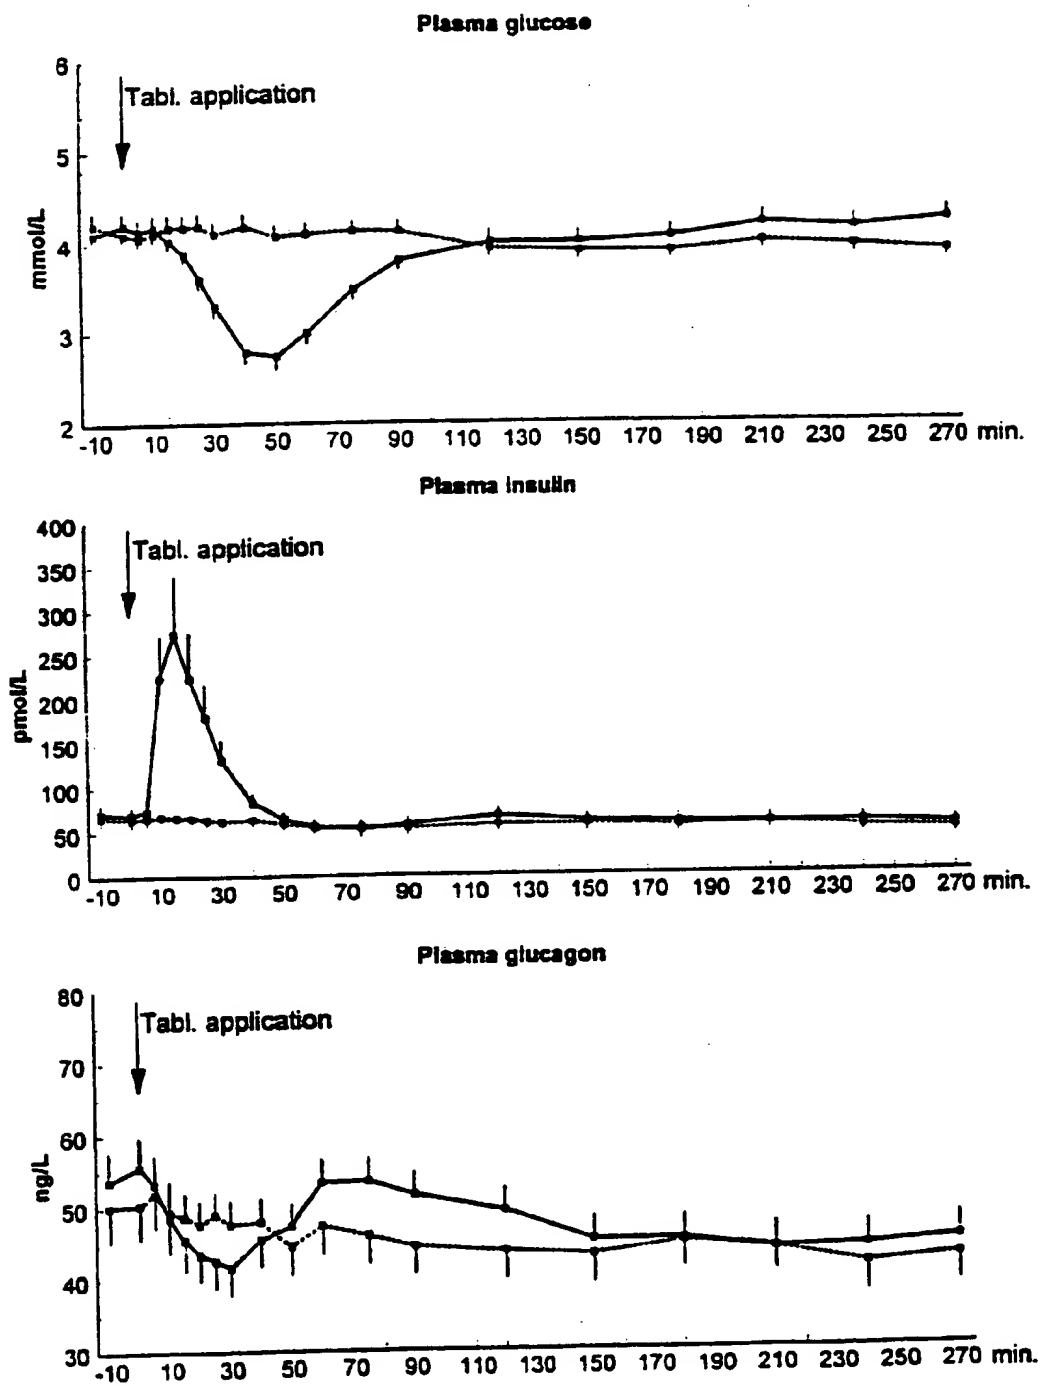 Plasma glucose
6
Tabl. application
5
mmol/L
4
3
2
-10 10 30 50 70 90 110 130 150 170 190 210 230 250 270 min.
Plasma insulin
400
Tabl. application
350
300
250
pmol/L
200
150
100
50
0
-10 10 30 50 70 90 110 130 150 170 190 210 230 250 270 min.
Plasma glucagon
80
Tabl. application
70
60
ng/L
50
40
30
-10 10 30 50 70 90 110 130 150 170 190 210 230 250 270 min.